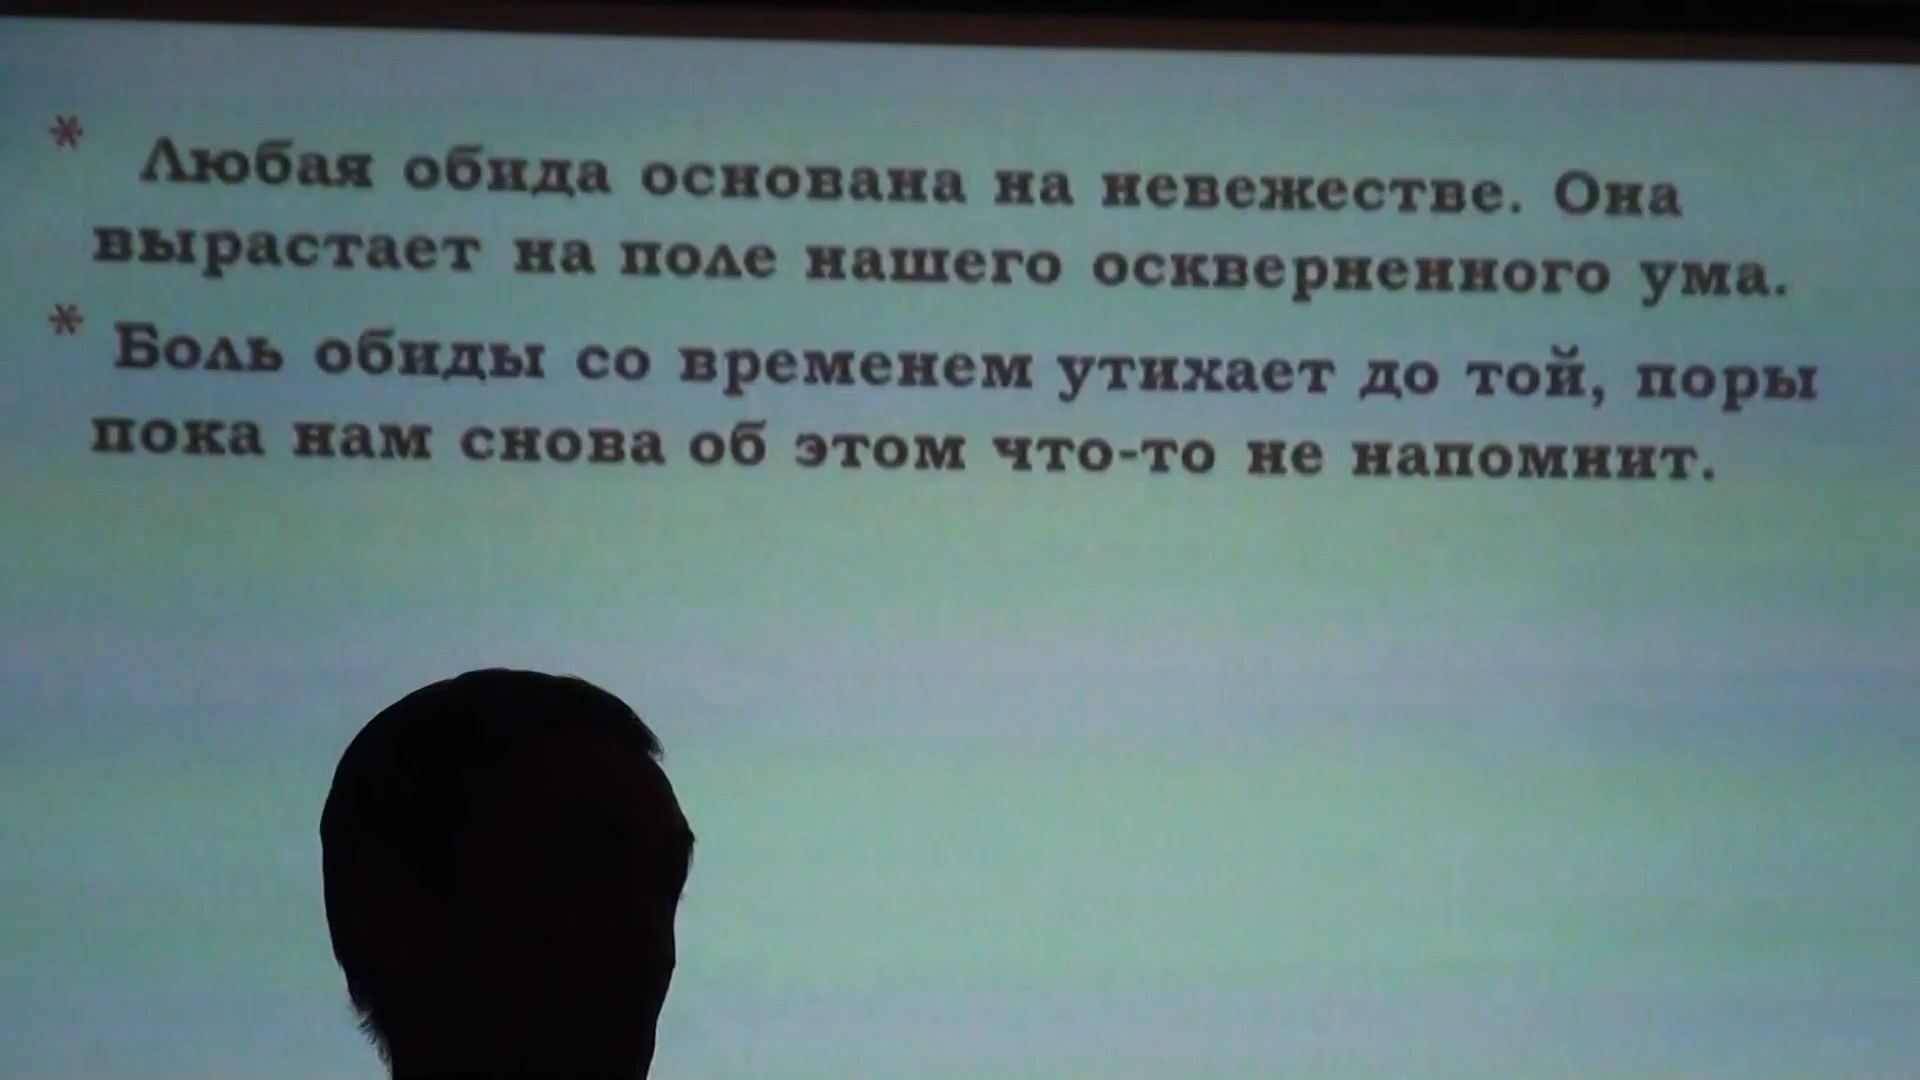 * Любая обида основана на невежестве. Она
вырастает на поле нашего оскверненного ума.
* Боль обиды со временем утихает до той, поры
пока нам снова об этом что-то не напомнит.